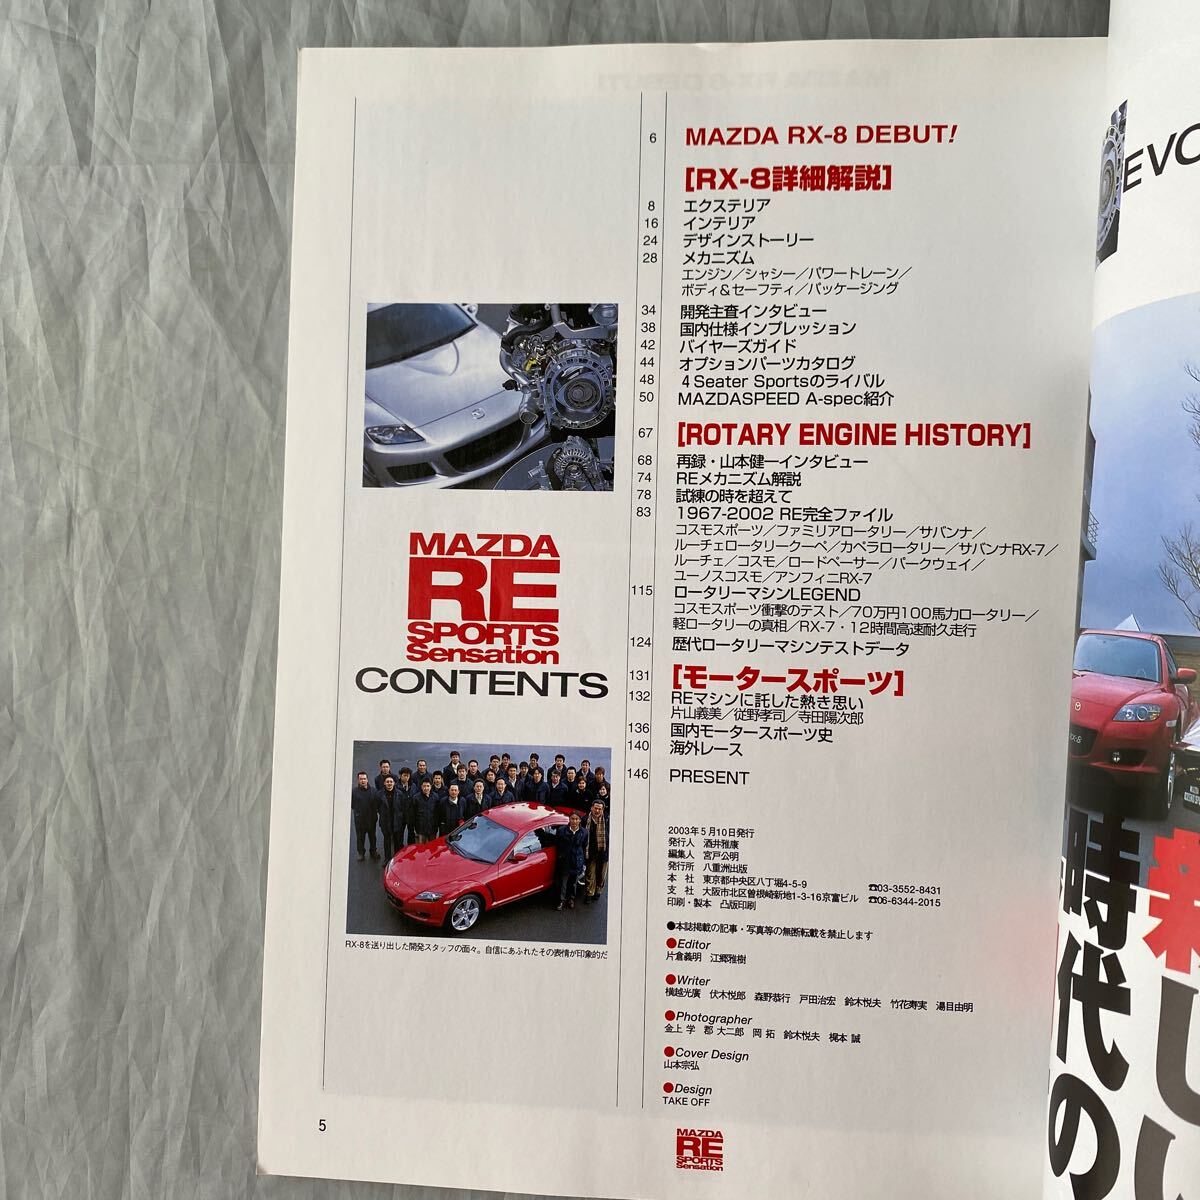 6 MAZDA RX-8 DEBUT!
[RX-8詳細解説]
8 エクステリア
16 インテリア
24 デザインストーリー
28 メカニズム
エンジン／シャシー／パワートレーン／
ボディ＆セーフティ／パッケージング
34 開発主査インタビュー
38 国内仕様インプレッション
42 バイヤーズガイド
44 オプションパーツカタログ
48 4 Seater Sportsのライバル
50 MAZDASPEED A-spec紹介
67 [ROTARY ENGINE HISTORY]
68 再録・山本健一インタビュー
74 REメカニズム解説
78 試練の時を超えて
83 1967-2002 RE完全ファイル
コスモスポーツ／ファミリアロータリー／サバンナ／
ルーチェロータリークーペ／カペラロータリー／サバンナRX-7／
ルーチェ／コスモ／ロードペーサー／パークウェイ／
ユーノスコスモ／アンフィニRX-7
115 ロータリーマシンLEGEND
コスモスポーツ衝撃のテスト／70万円100馬力ロータリー／
軽ロータリーの真相／RX-7・12時間高速耐久走行
124 歴代ロータリーマシンテストデータ
131 [モータースポーツ]
132 REマシンに託した熱き思い
片山義美／従野孝司／寺田陽次郎
136 国内モータースポーツ史
140 海外レース
146 PRESENT
MAZDA
RE
SPORTS
Sensation
CONTENTS
RX-8を送り出した開発スタッフの面々。自信にあふれたその表情が印象的だ
2003年5月10日発行
発行人 酒井雅康
編集人 宮戸公明
発行所 八重洲出版
本 社 東京都中央区八丁堀4-5-9 ☎03-3552-8431
支 社 大阪市北区曽根崎新地1-3-16京富ビル ☎06-6344-2015
印刷・製本 凸版印刷
●本誌掲載の記事・写真等の無断転載を禁止します
●Editor
片倉義明 江郷雅樹
●Writer
横越光廣 伏木悦郎 森野恭行 戸田治宏 鈴木悦夫 竹花寿実 湯目由明
●Photographer
金上 学 郡 大二郎 岡 拓 鈴木悦夫 梶本 誠
●Cover Design
山本宗弘
●Design
TAKE OFF
5
MAZDA
RE
SPORTS
Sensation
EVO
新しい
時代の